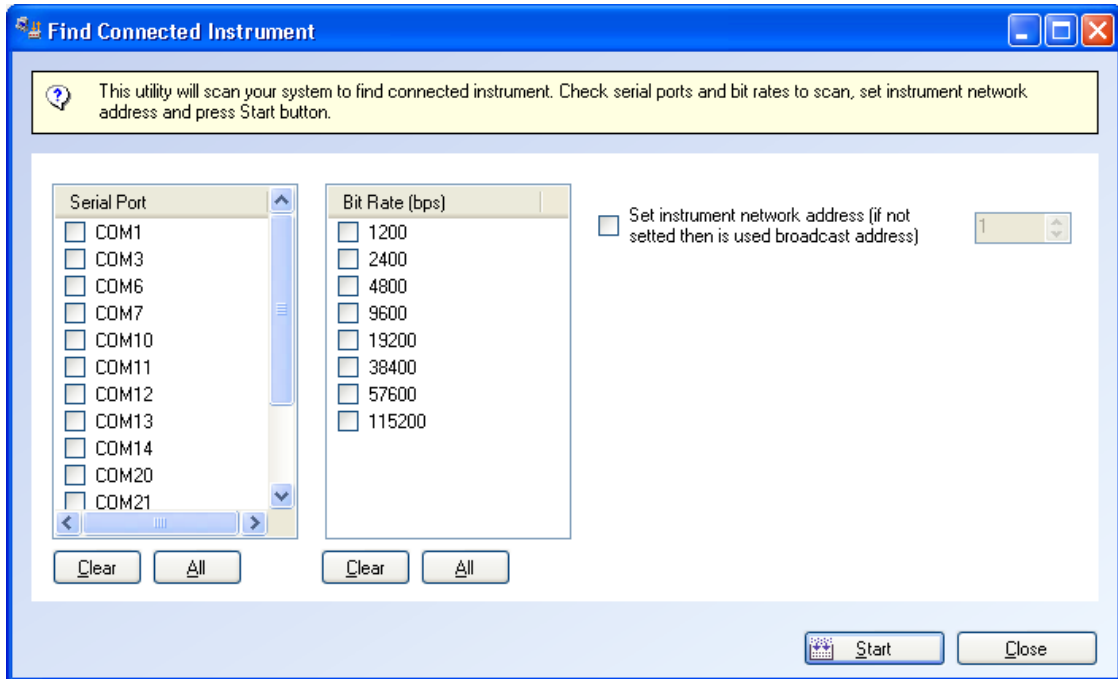 Find Connected Instrument
This utility will scan your system to find connected instrument. Check serial ports and bit rates to scan, set instrument network
address and press Start button.
Serial Port
COM1
COM3
COM6
COM7
COM10
COM11
COM12
COM13
COM14
COM20
COM21
Clear
All
Bit Rate (bps)
1200
2400
4800
9600
19200
38400
57600
115200
Clear
All
Set instrument network address (if not
setted then is used broadcast address)
1
Start
Close